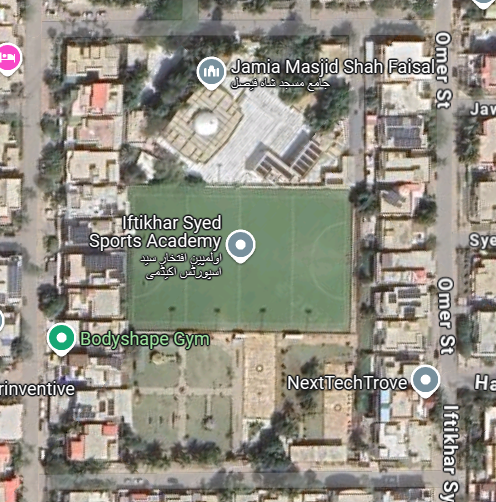 Jamia Masjid Shah Faisal
جامع مسجد شاہ فیصل
Omer St
Iftikhar Syed
Sports Academy
اولمپین افتخار سید
اسپورٹس اکیڈمی
Omer St
Bodyshape Gym
NextTechTrove
rinventive
Iftikhar Sy
Jav
Sye
Ha